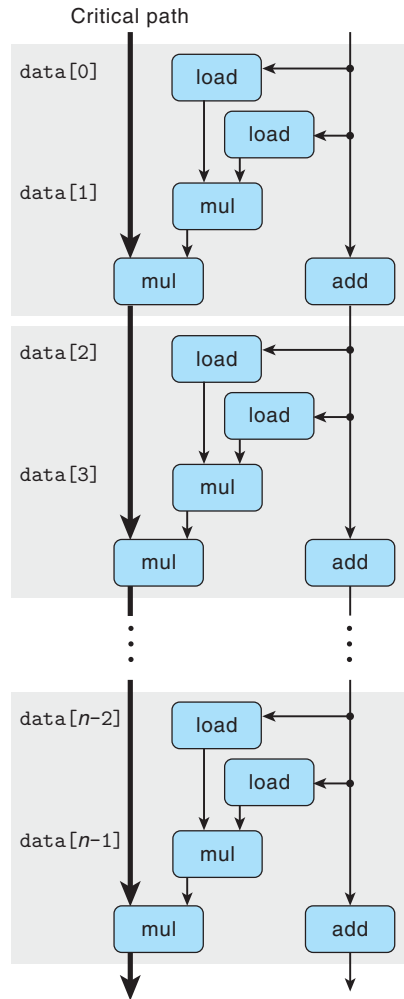 Critical path
data[0]
load
load
data[1]
mul
mul
add
data[2]
load
load
data[3]
mul
mul
add
data[n-2]
load
load
data[n-1]
mul
mul
add